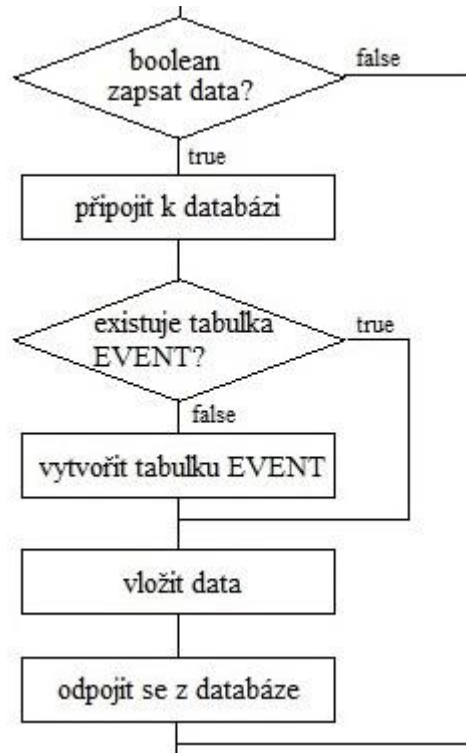 boolean
zapsat data?
false
true
připojit k databázi
existuje tabulka
EVENT?
true
false
vytvořit tabulku EVENT
vložit data
odpojit se z databáze